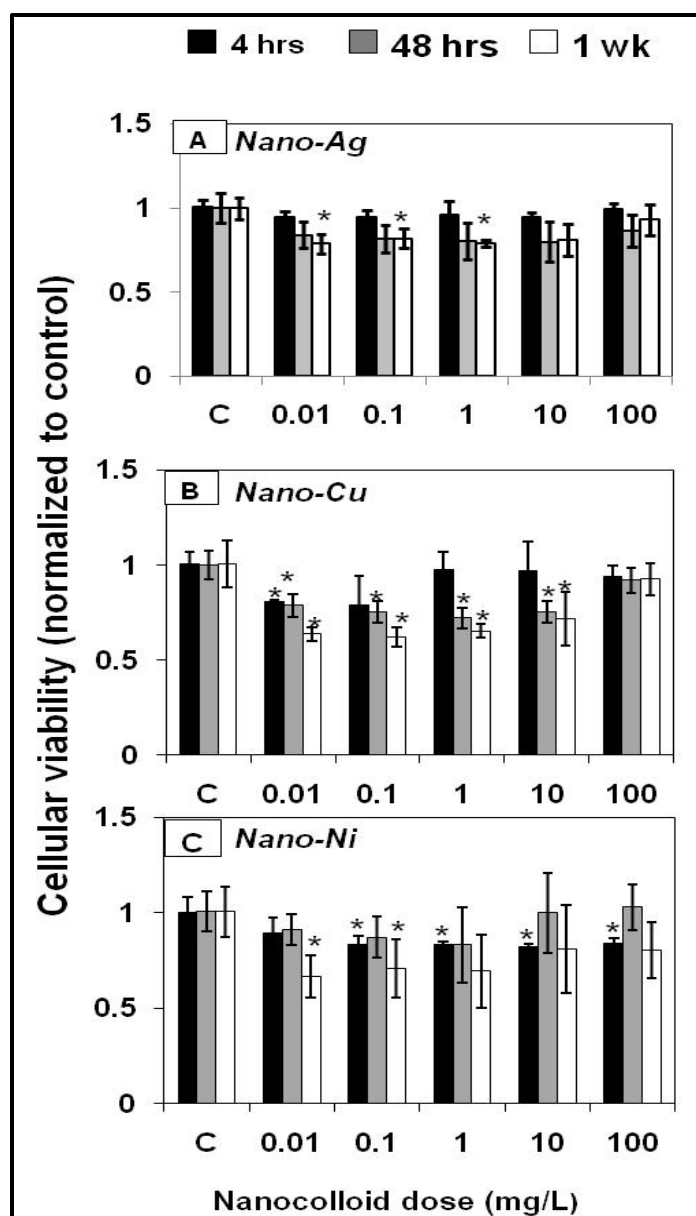 4 hrs 48 hrs 1 wk
A Nano-Ag
1.5
1
0.5
0
* * *
C 0.01 0.1 1 10 100
B Nano-Cu
1.5
1
0.5
0
* * * * * * * * *
C 0.01 0.1 1 10 100
C Nano-Ni
1.5
1
0.5
0
* * * * * *
C 0.01 0.1 1 10 100
Cellular viability (normalized to control)
Nanocolloid dose (mg/L)